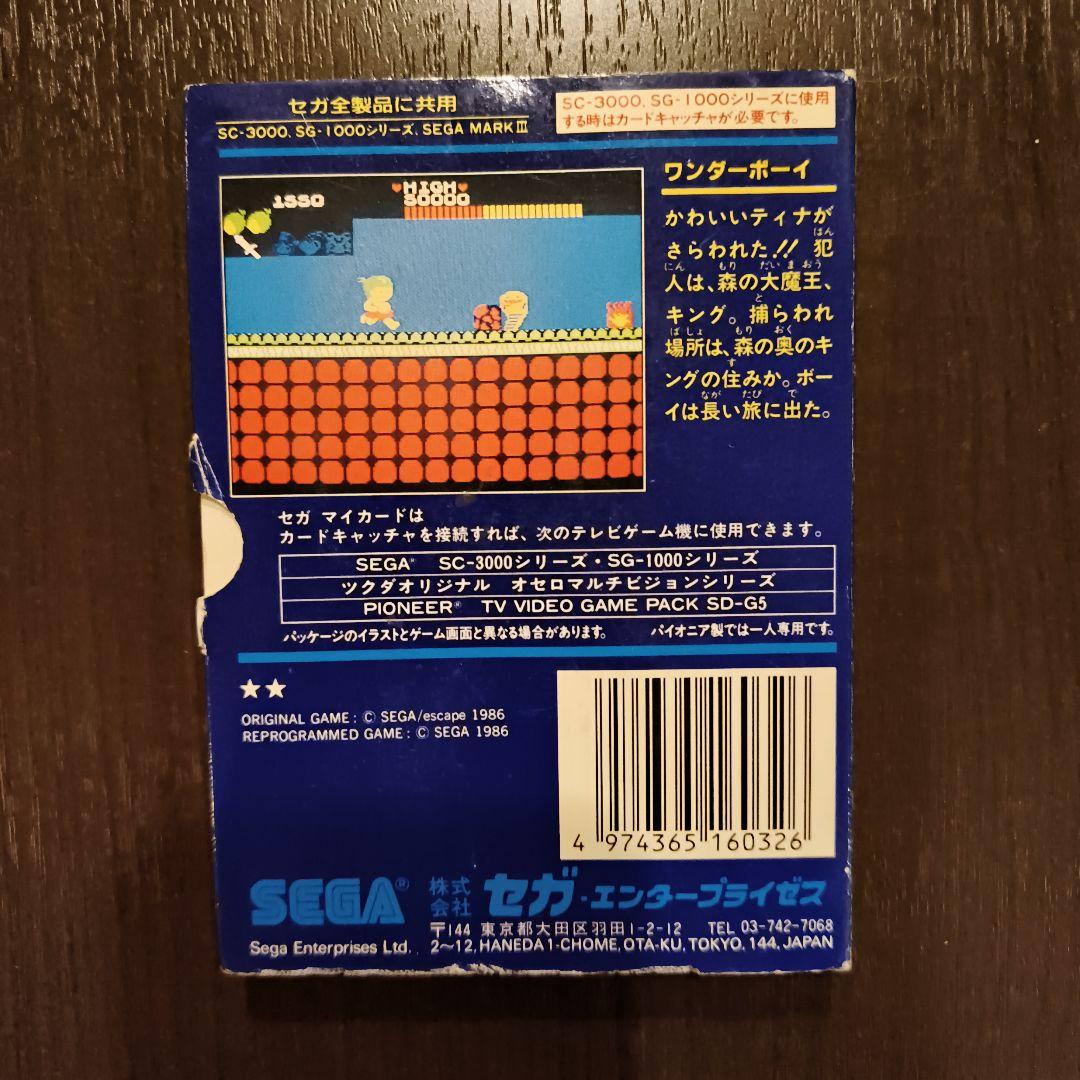 セガ全製品に共用
SC-3000、SG-1000シリーズ、SEGA MARKⅢ
SC-3000、SG-1000シリーズに使用
する時はカードキャッチャが必要です。
1550
HIGH
50000
ワンダーボーイ
かわいいティナが
さらわれた!! 犯
人は、森の大魔王、
キング。捕らわれ
場所は、森の奥のキ
ングの住みか。ボー
イは長い旅に出た。
セガ マイカードは
カードキャッチャを接続すれば、次のテレビゲーム機に使用できます。
SEGA® SC-3000シリーズ・SG-1000シリーズ
ツクダオリジナル オセロマルチビジョンシリーズ
PIONEER® TV VIDEO GAME PACK SD-G5
パッケージのイラストとゲーム画面と異なる場合があります。 パイオニア製では一人専用です。
★★
ORIGINAL GAME : © SEGA/escape 1986
REPROGRAMMED GAME : © SEGA 1986
4 974365 160326
SEGA® 株式会社 セガ・エンタープライゼス
〒144 東京都大田区羽田1-2-12 TEL 03-742-7068
Sega Enterprises Ltd. 2~12, HANEDA 1-CHOME, OTA-KU, TOKYO, 144, JAPAN